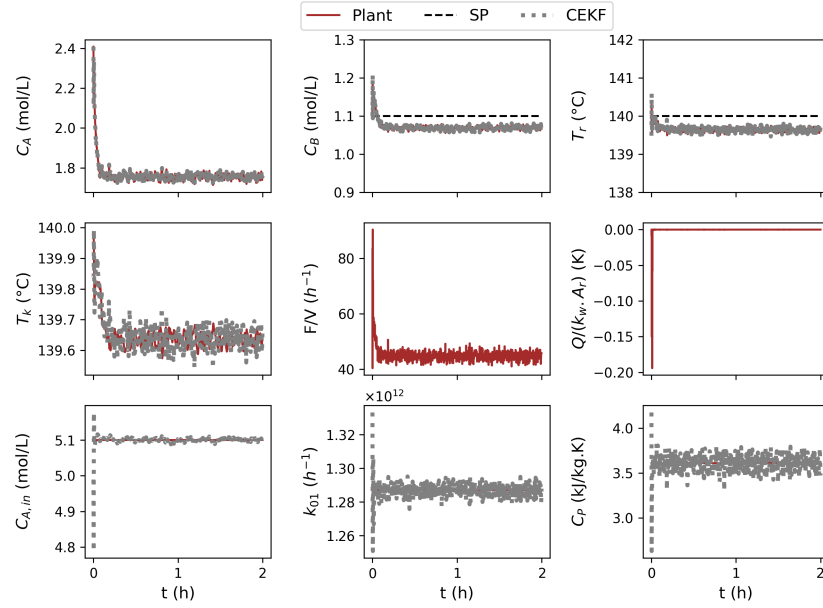 Plant SP CEKF
2.4
2.2
2.0
1.8
C_A (mol/L)
1.3
1.2
1.1
1.0
0.9
C_B (mol/L)
142
141
140
139
138
T_r (°C)
140.0
139.9
139.8
139.7
139.6
T_k (°C)
80
60
40
F/V (h⁻¹)
0.00
−0.05
−0.10
−0.15
−0.20
Q/(k_w.A_r) (K)
5.1
5.0
4.9
4.8
C_{A,in} (mol/L)
×10¹²
1.32
1.30
1.28
1.26
k_{01} (h⁻¹)
4.0
3.5
3.0
C_P (kJ/kg.K)
0 1 2
t (h)
0 1 2
t (h)
0 1 2
t (h)